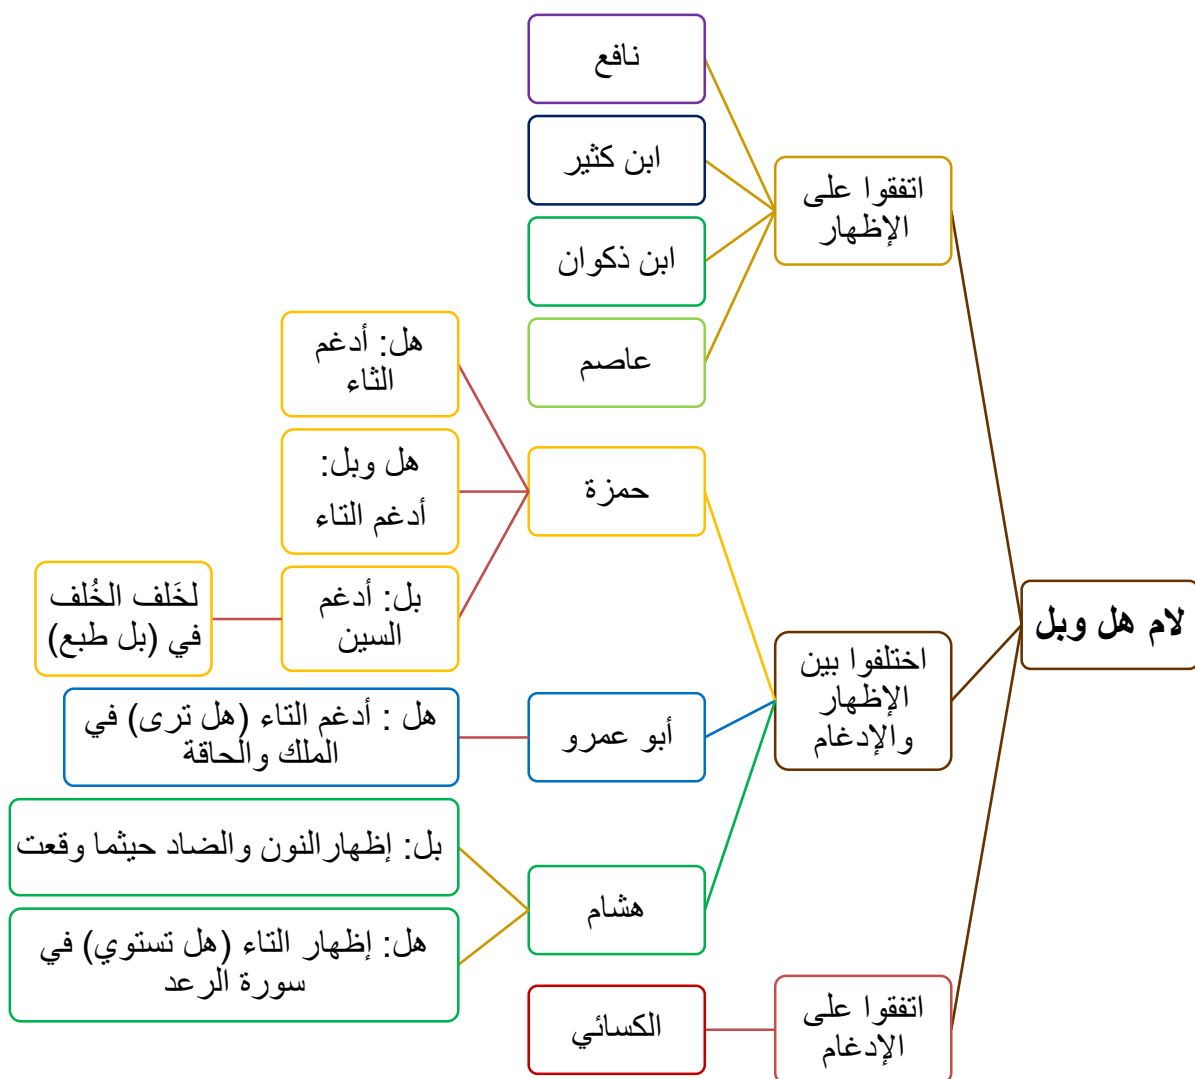 لام هل وبل
اتفقوا على
الإظهار
نافع
ابن كثير
ابن ذكوان
عاصم
اختلفوا بين
الإظهار
والإدغام
حمزة
هل: أدغم
الثاء
هل وبل:
أدغم التاء
بل: أدغم
السين
لخَلف الخُلف
في (بل طبع)
أبو عمرو
هل : أدغم التاء (هل ترى) في
الملك والحاقة
هشام
بل: إظهار النون والضاد حيثما وقعت
هل: إظهار التاء (هل تستوي) في
سورة الرعد
اتفقوا على
الإدغام
الكسائي